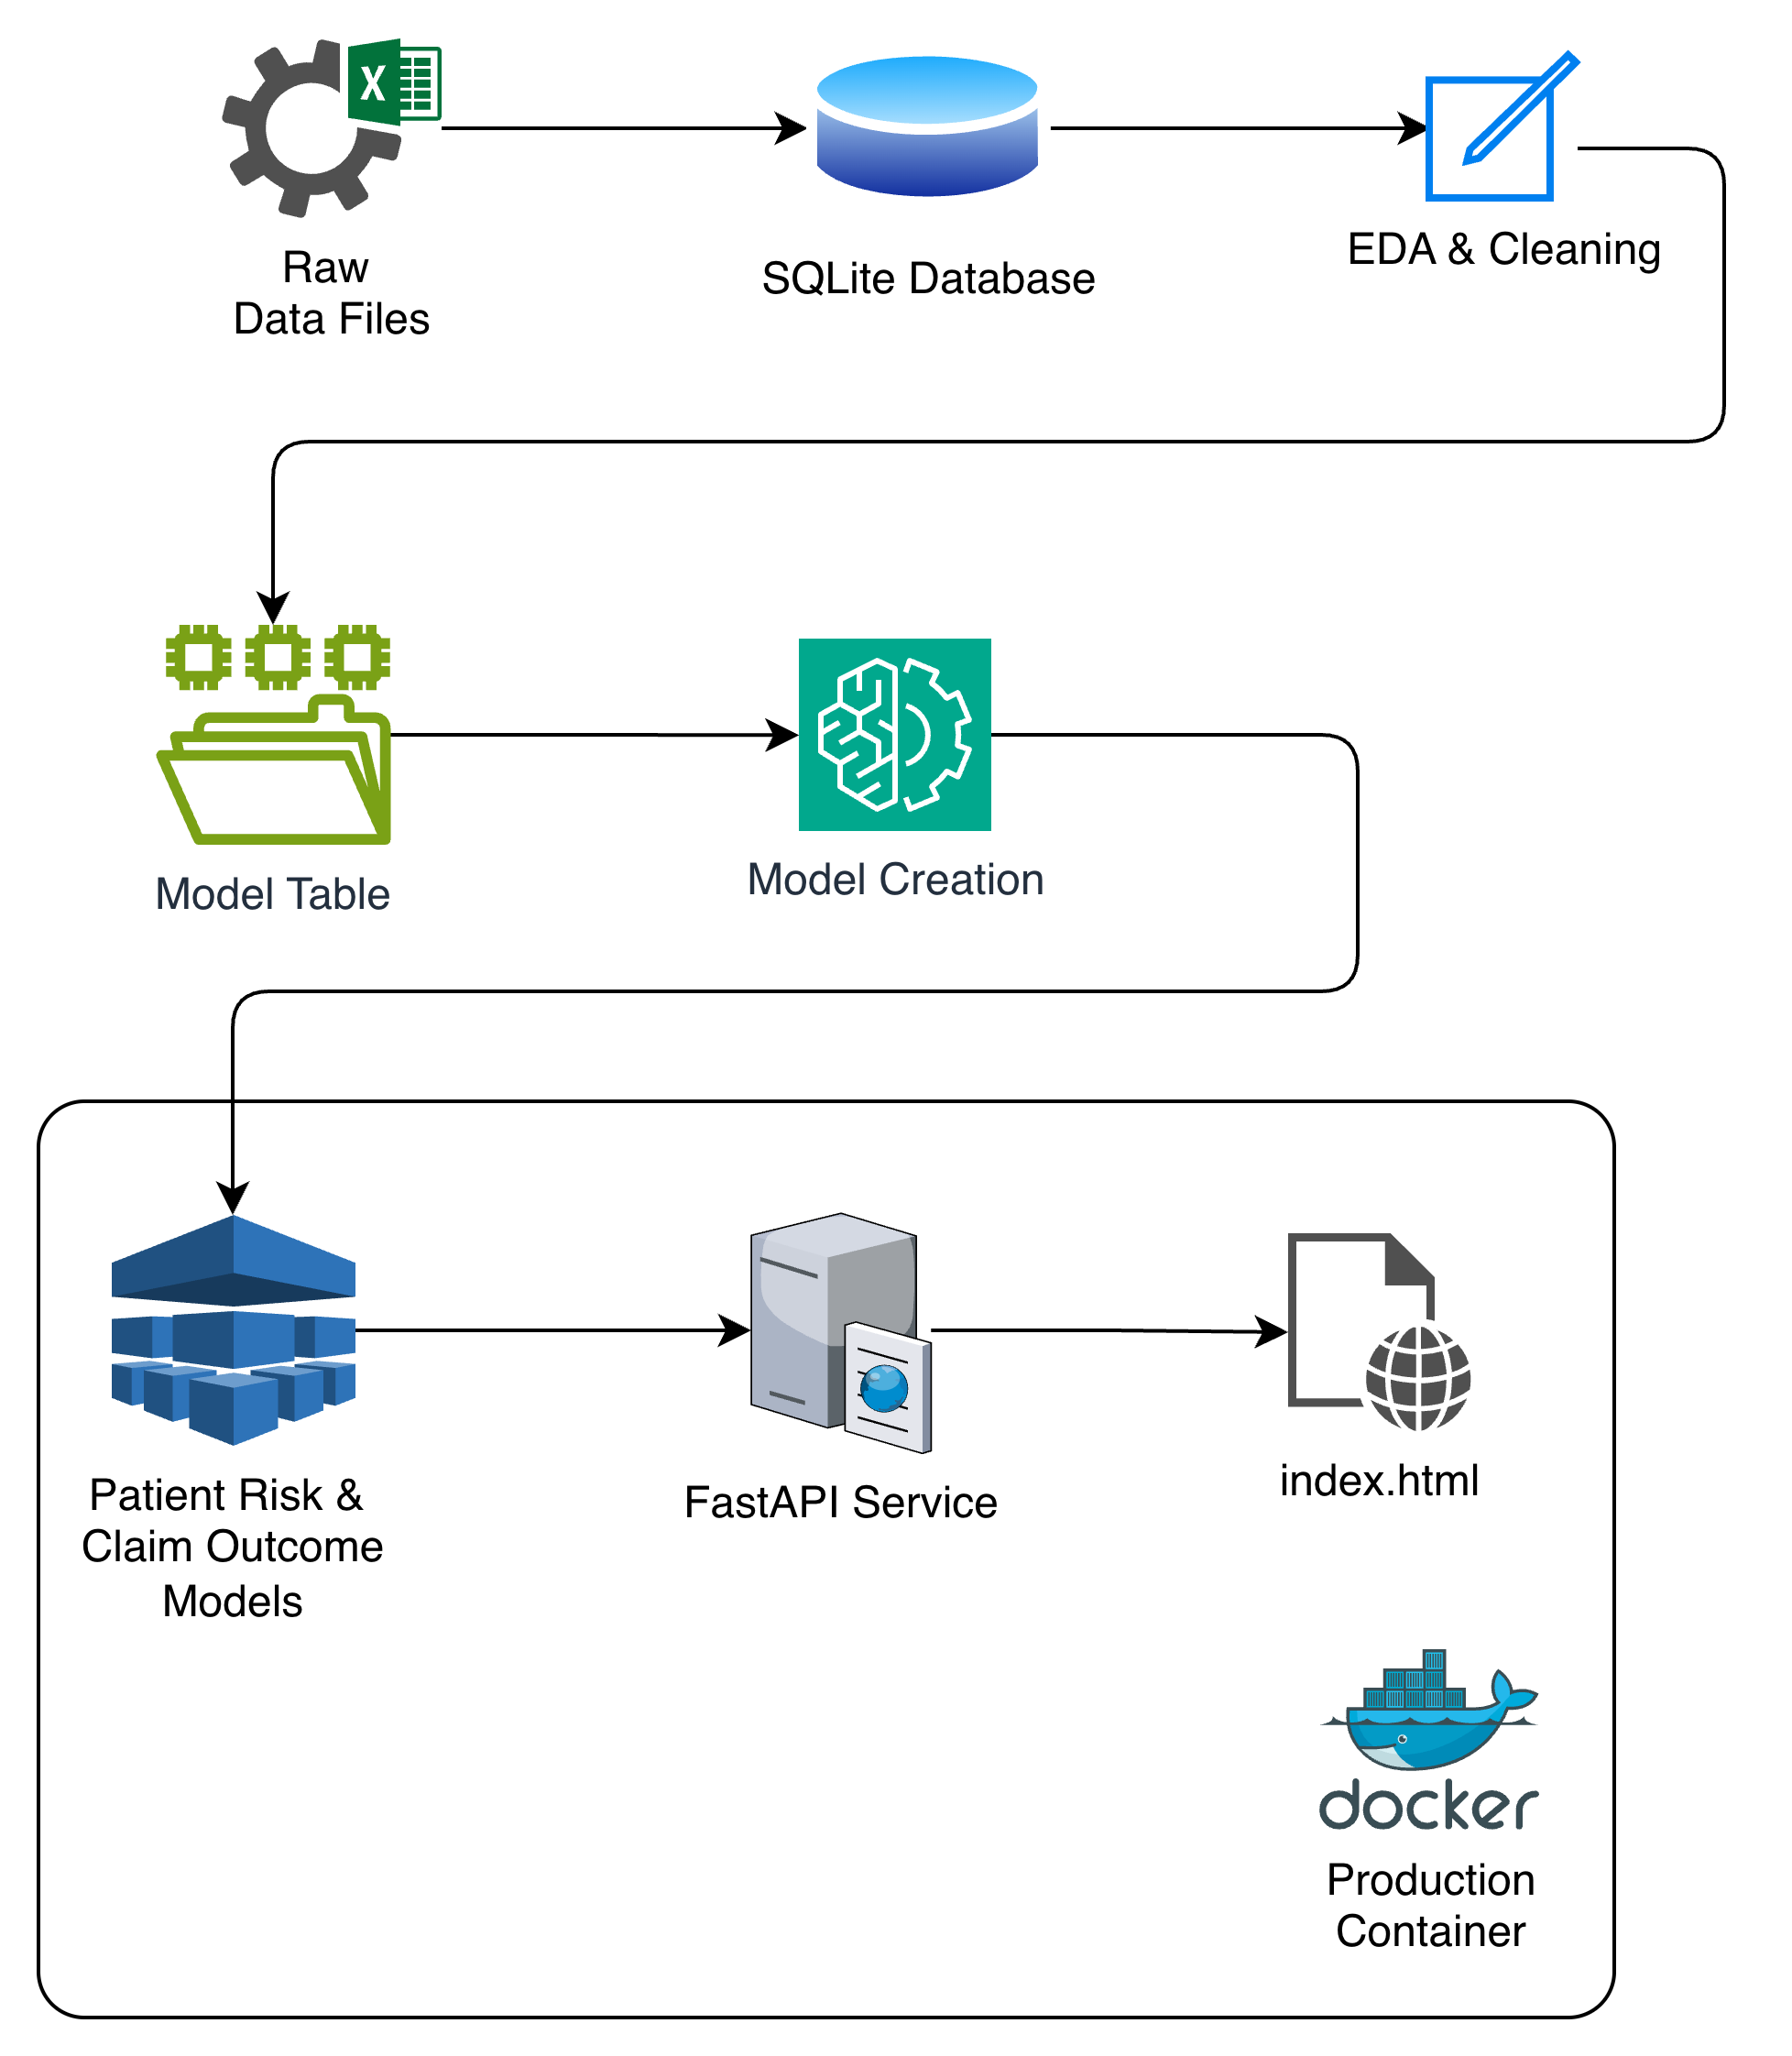 X
Raw
Data Files
SQLite Database
EDA & Cleaning
Model Table
Model Creation
Patient Risk &
Claim Outcome
Models
FastAPI Service
index.html
docker
Production
Container